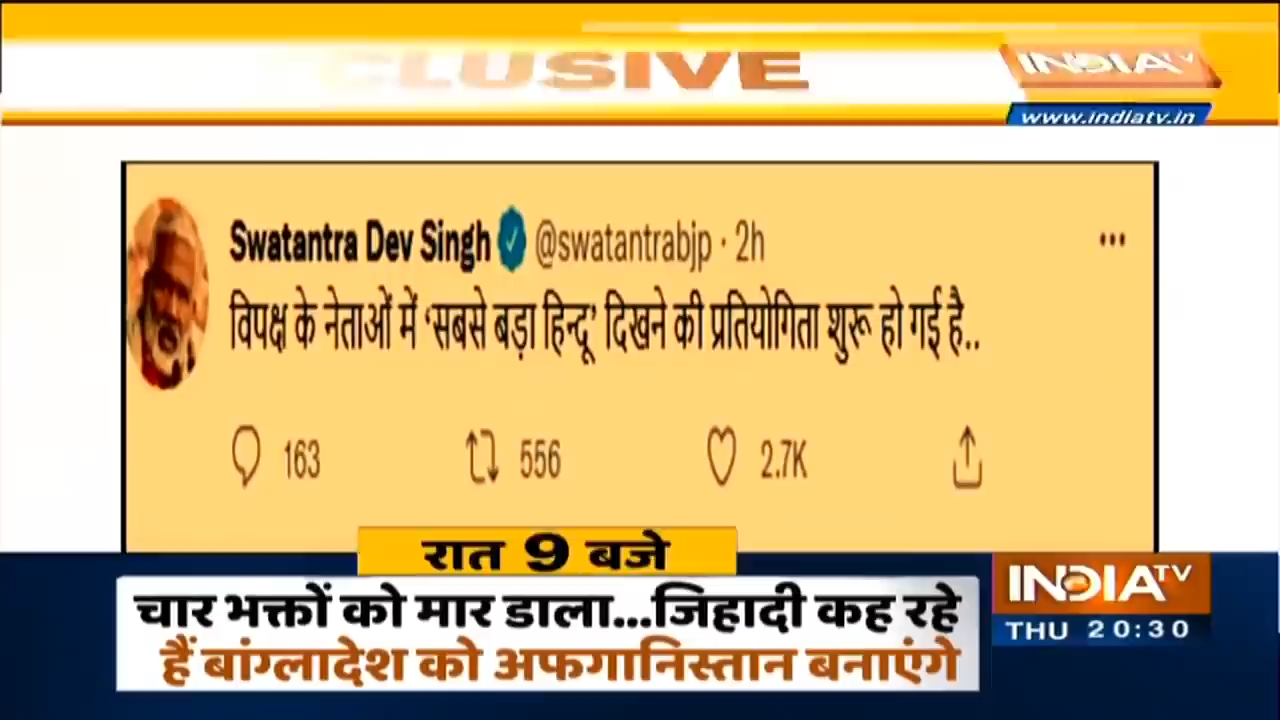 CLUSIVE
INDIA TV
www.indiatv.in
Swatantra Dev Singh @swatantrabjp · 2h
विपक्ष के नेताओं में ‘सबसे बड़ा हिन्दू’ दिखने की प्रतियोगिता शुरू हो गई है..
163 556 2.7K
रात 9 बजे
चार भक्तों को मार डाला...जिहादी कह रहे
हैं बांग्लादेश को अफगानिस्तान बनाएंगे
INDIA TV
THU 20:30